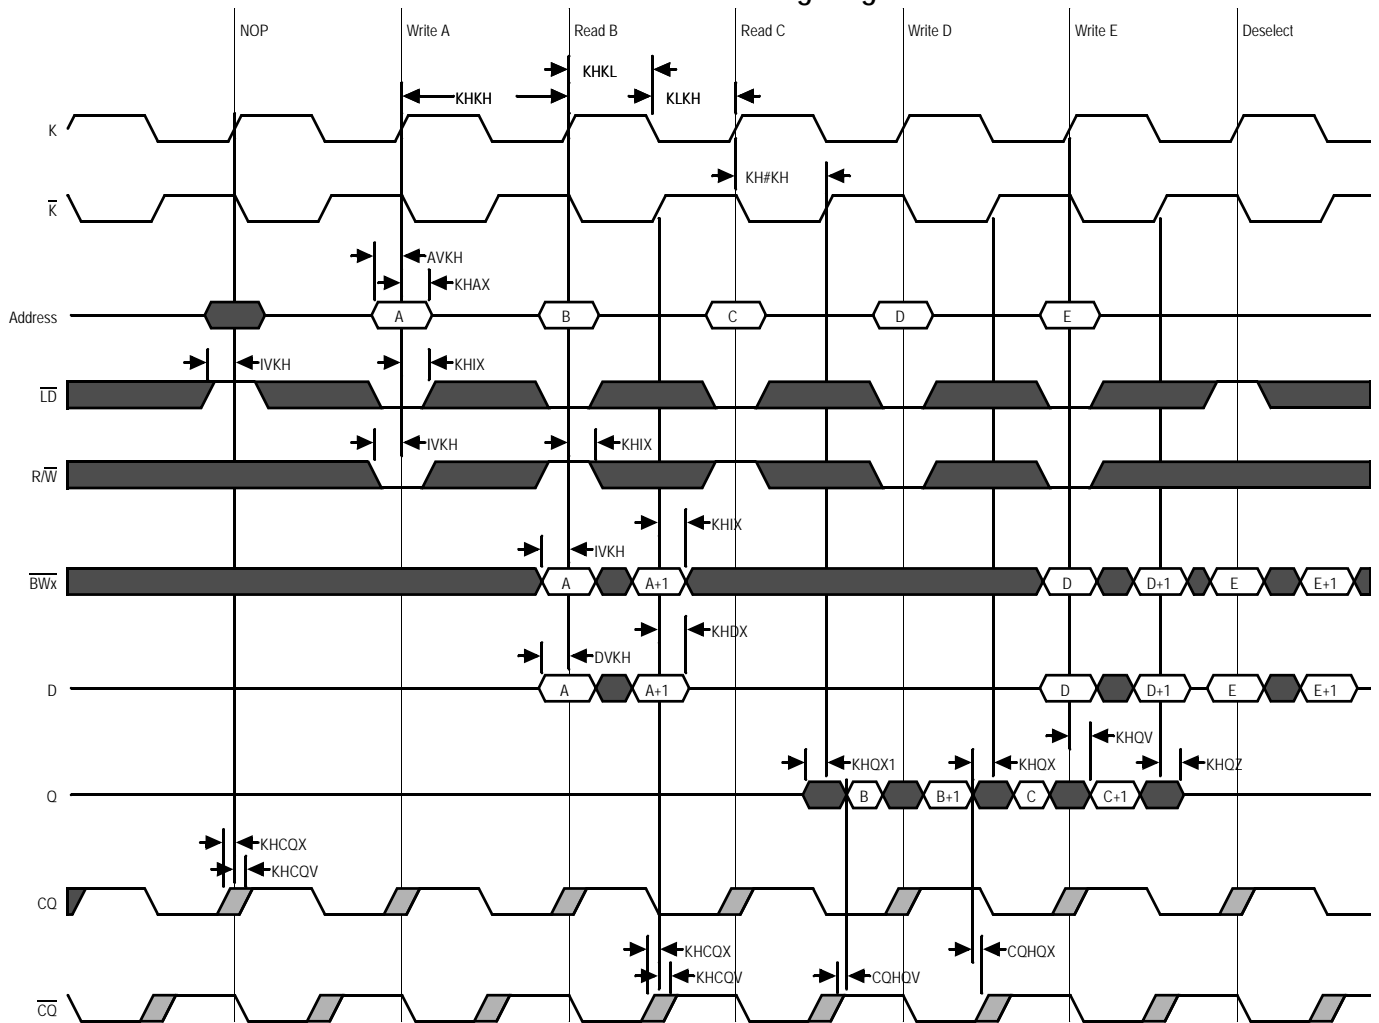 NOP Write A Read B Read C Write D Write E Deselect
KHKL
KHKH KLKH
K
KH#KH
K
AVKH
KHAX
Address A B C D E
IVKH KHIX
LD
IVKH KHIX
R/W
KHIX
IVKH
BWx A A+1 D D+1 E E+1
KHDX
DVKH
D A A+1 D D+1 E E+1
KHQV
KHQX1 KHQX KHQZ
Q B B+1 C C+1
KHCQX
KHCQV
CQ
KHCQX CQHQX
KHCQV CQHQV
CQ